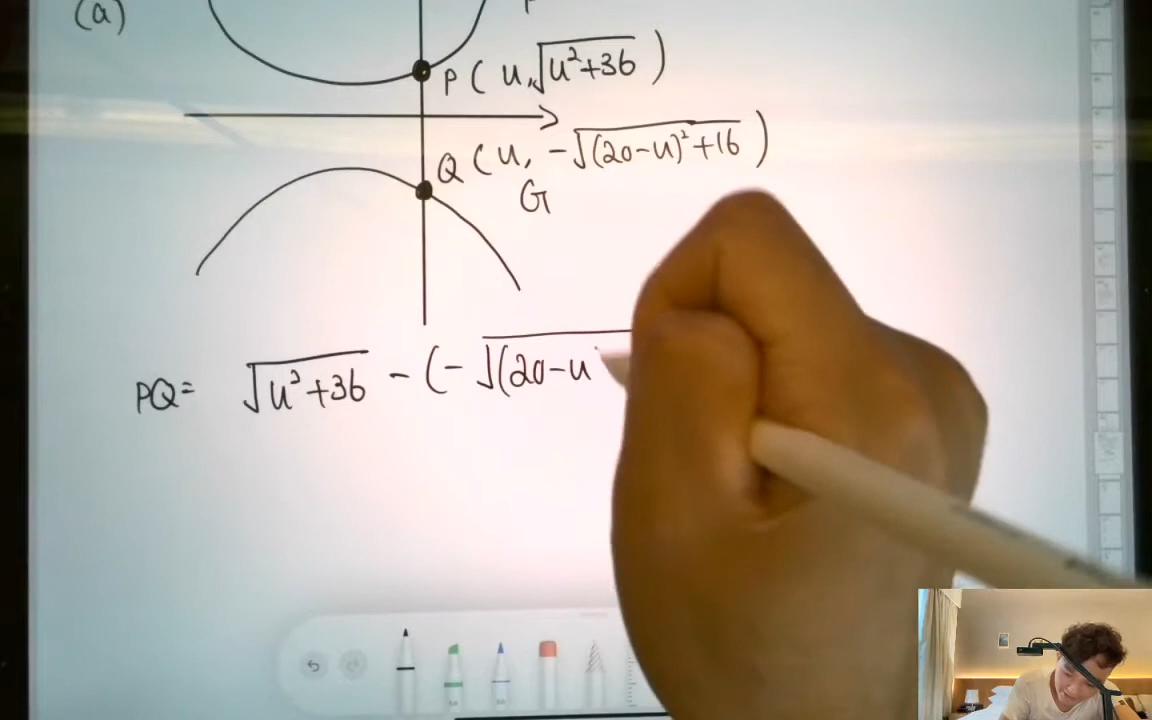 (a)
P ( u, √(u²+36) )
Q ( u, -√((20-u)²+16) )
G
PQ = √(u²+36) - (-√((20-u